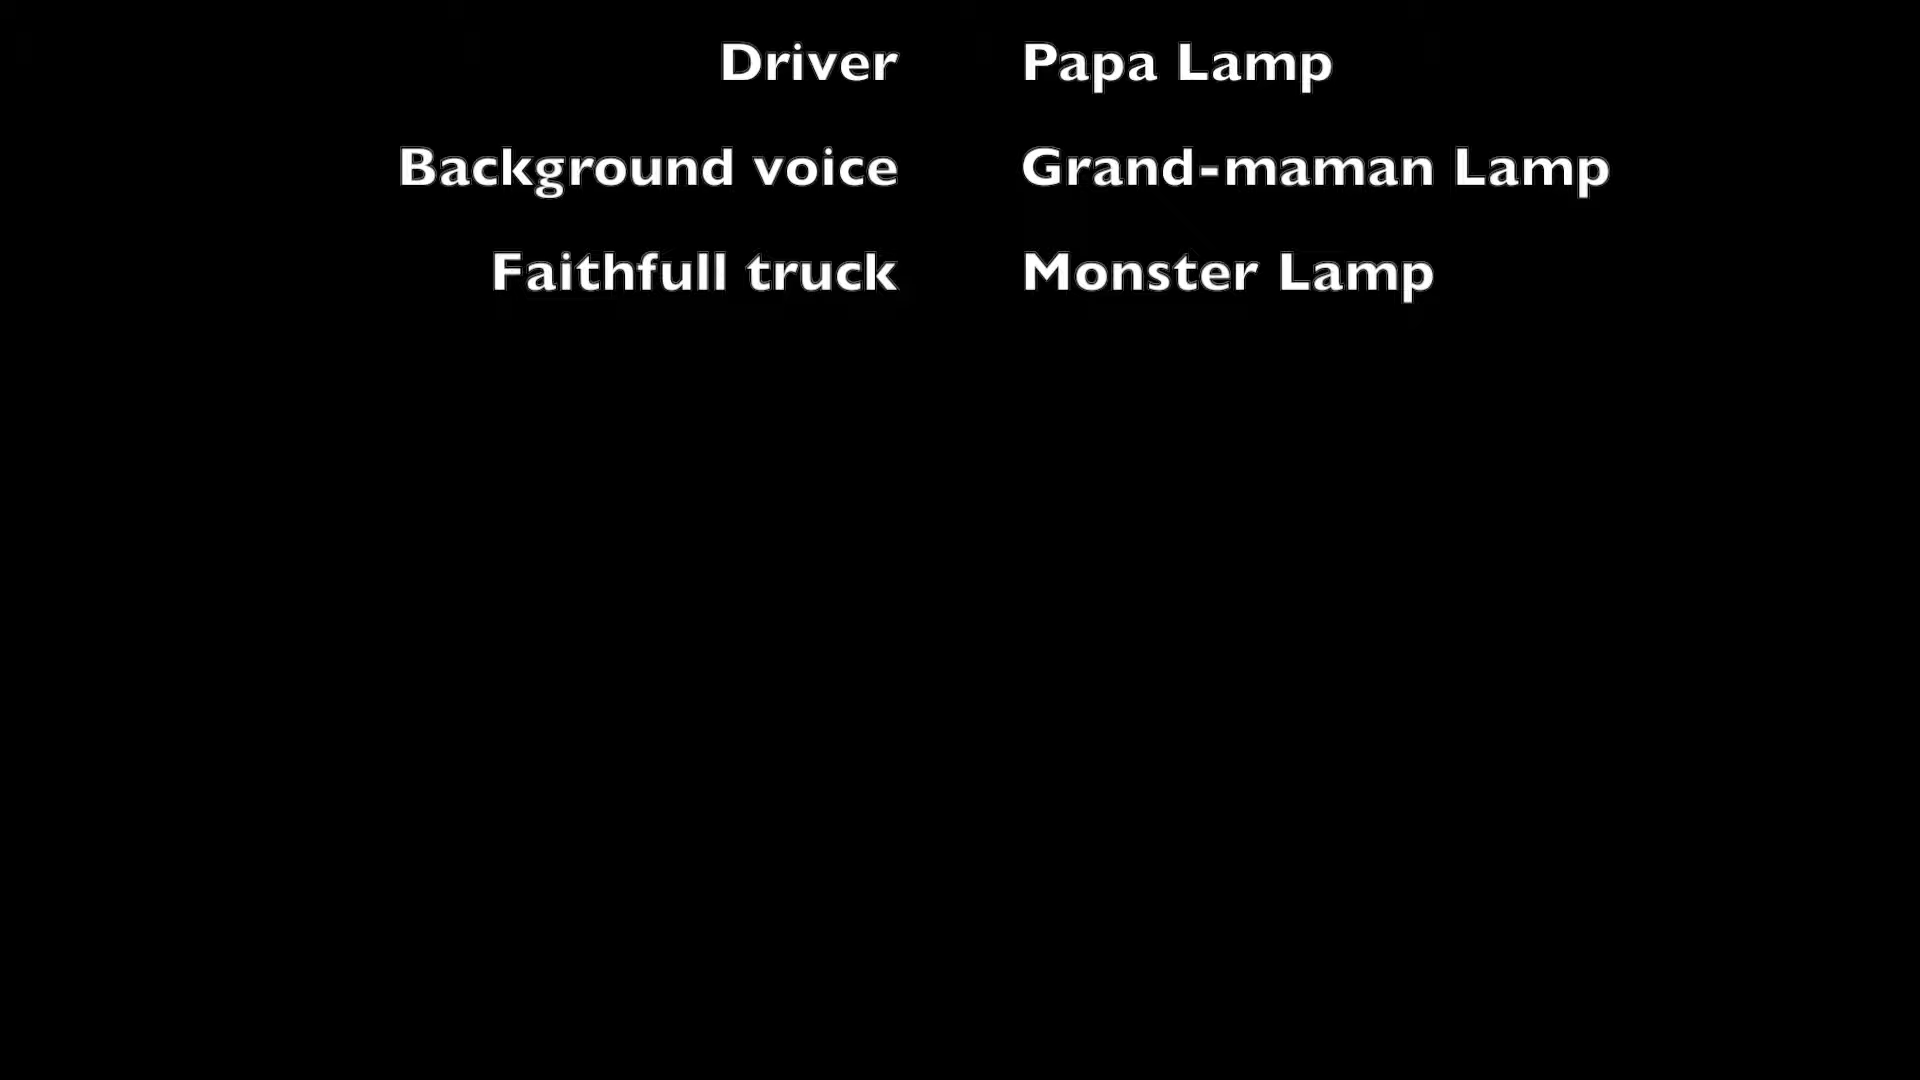 Driver Papa Lamp
Background voice Grand-maman Lamp
Faithfull truck Monster Lamp